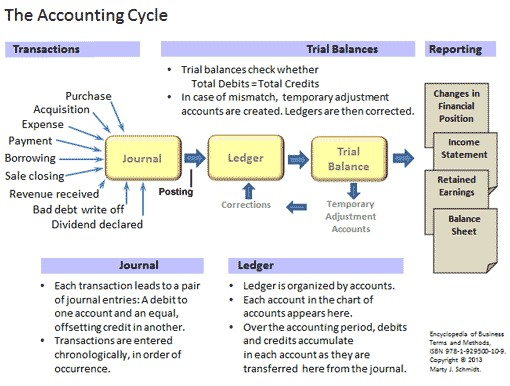 The Accounting Cycle
Transactions
Trial Balances
Reporting
• Trial balances check whether
Total Debits = Total Credits
• In case of mismatch, temporary adjustment
accounts are created. Ledgers are then corrected.
Purchase
Acquisition
Expense
Payment
Borrowing
Sale closing
Revenue received
Bad debt write off
Dividend declared
Journal
Posting
Ledger
Trial
Balance
Corrections
Temporary
Adjustment
Accounts
Changes in
Financial
Position
Income
Statement
Retained
Earnings
Balance
Sheet
Journal
• Each transaction leads to a pair
of journal entries: A debit to
one account and an equal,
offsetting credit in another.
• Transactions are entered
chronologically, in order of
occurrence.
Ledger
• Ledger is organized by accounts.
• Each account in the chart of
accounts appears here.
• Over the accounting period, debits
and credits accumulate
in each account as they are
transferred here from the journal.
Encyclopedia of Business
Terms and Methods,
ISBN 978-1-929500-10-9.
Copyright © 2013
Marty J. Schmidt.